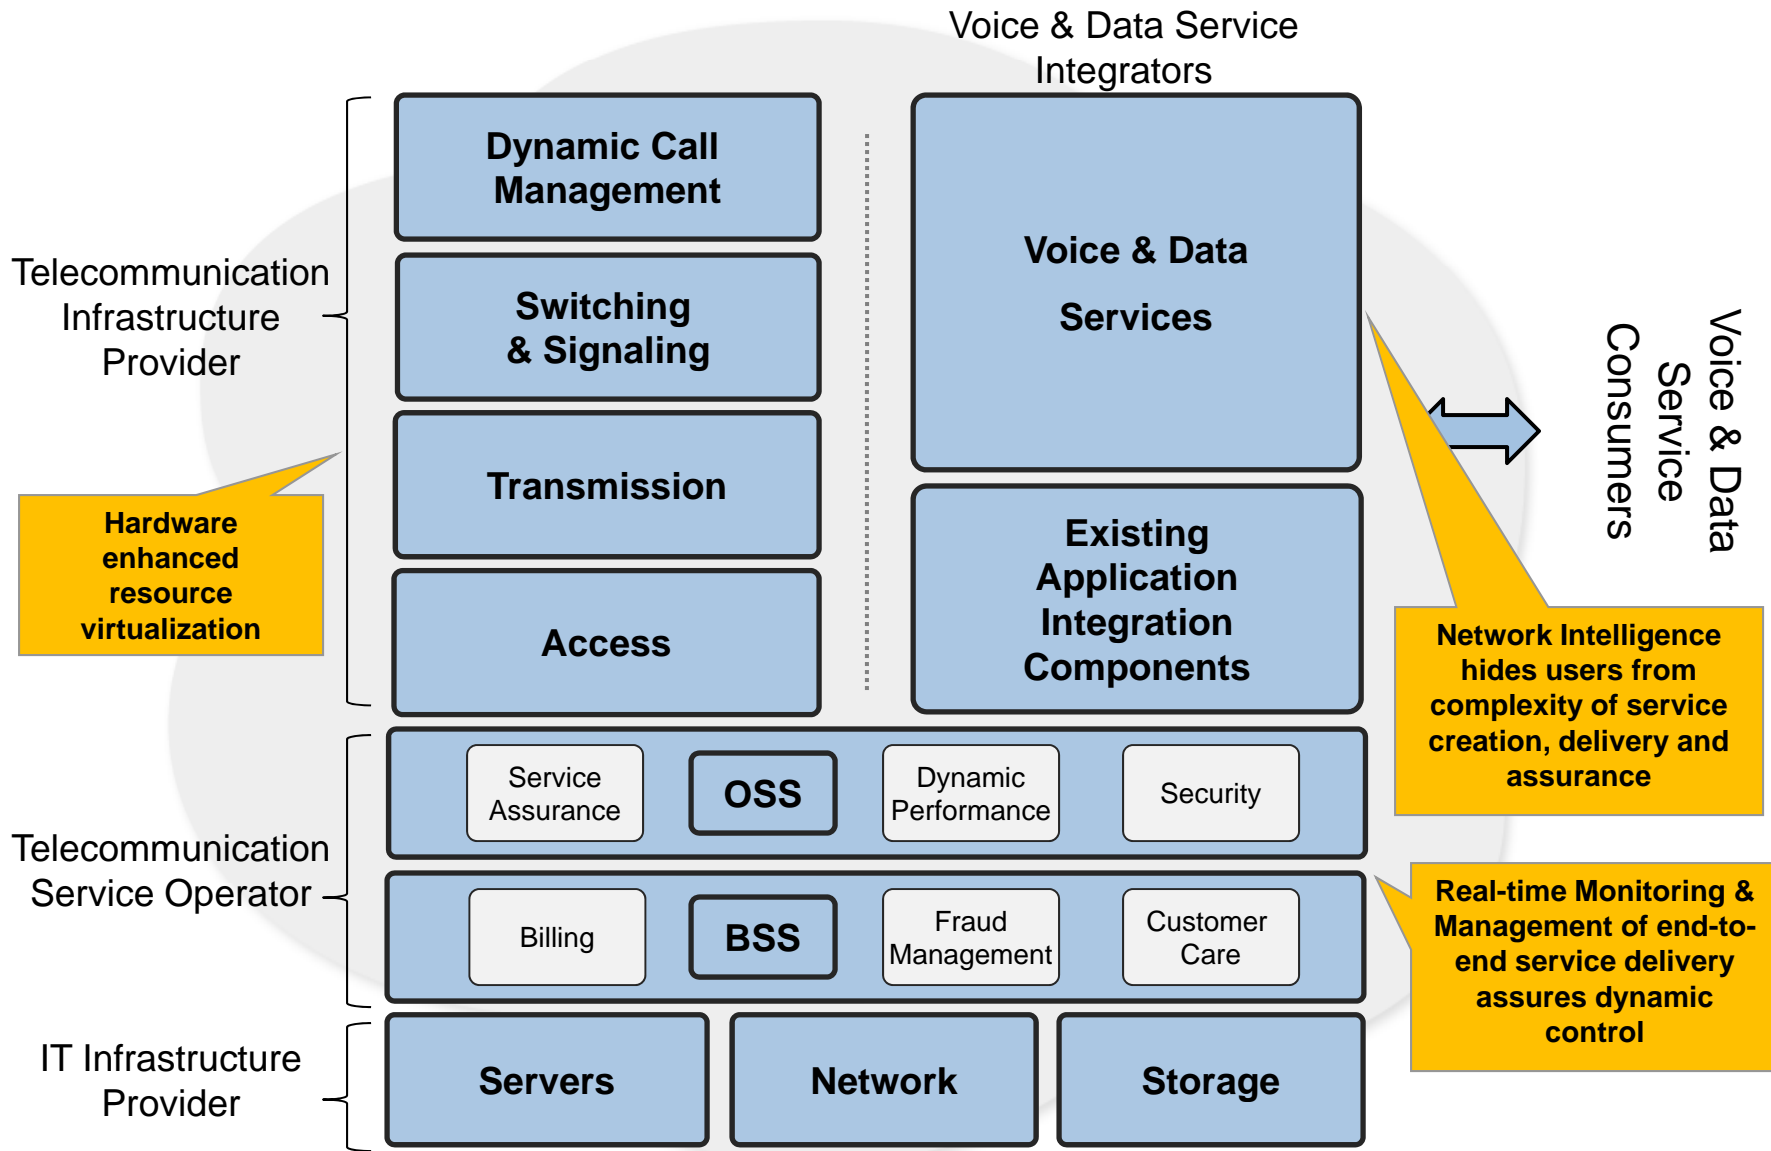 Voice & Data Service
Integrators
Dynamic Call
Management
Voice & Data
Services
Telecommunication
Infrastructure
Provider
Switching
& Signaling
Voice & Data
Service
Consumers
Transmission
Hardware
enhanced
resource
virtualization
Existing
Application
Integration
Components
Access
Network Intelligence
hides users from
complexity of service
creation, delivery and
assurance
Telecommunication
Service Operator
Service
Assurance
OSS
Dynamic
Performance
Security
Billing
BSS
Fraud
Management
Customer
Care
Real-time Monitoring &
Management of end-to-
end service delivery
assures dynamic
control
IT Infrastructure
Provider
Servers
Network
Storage